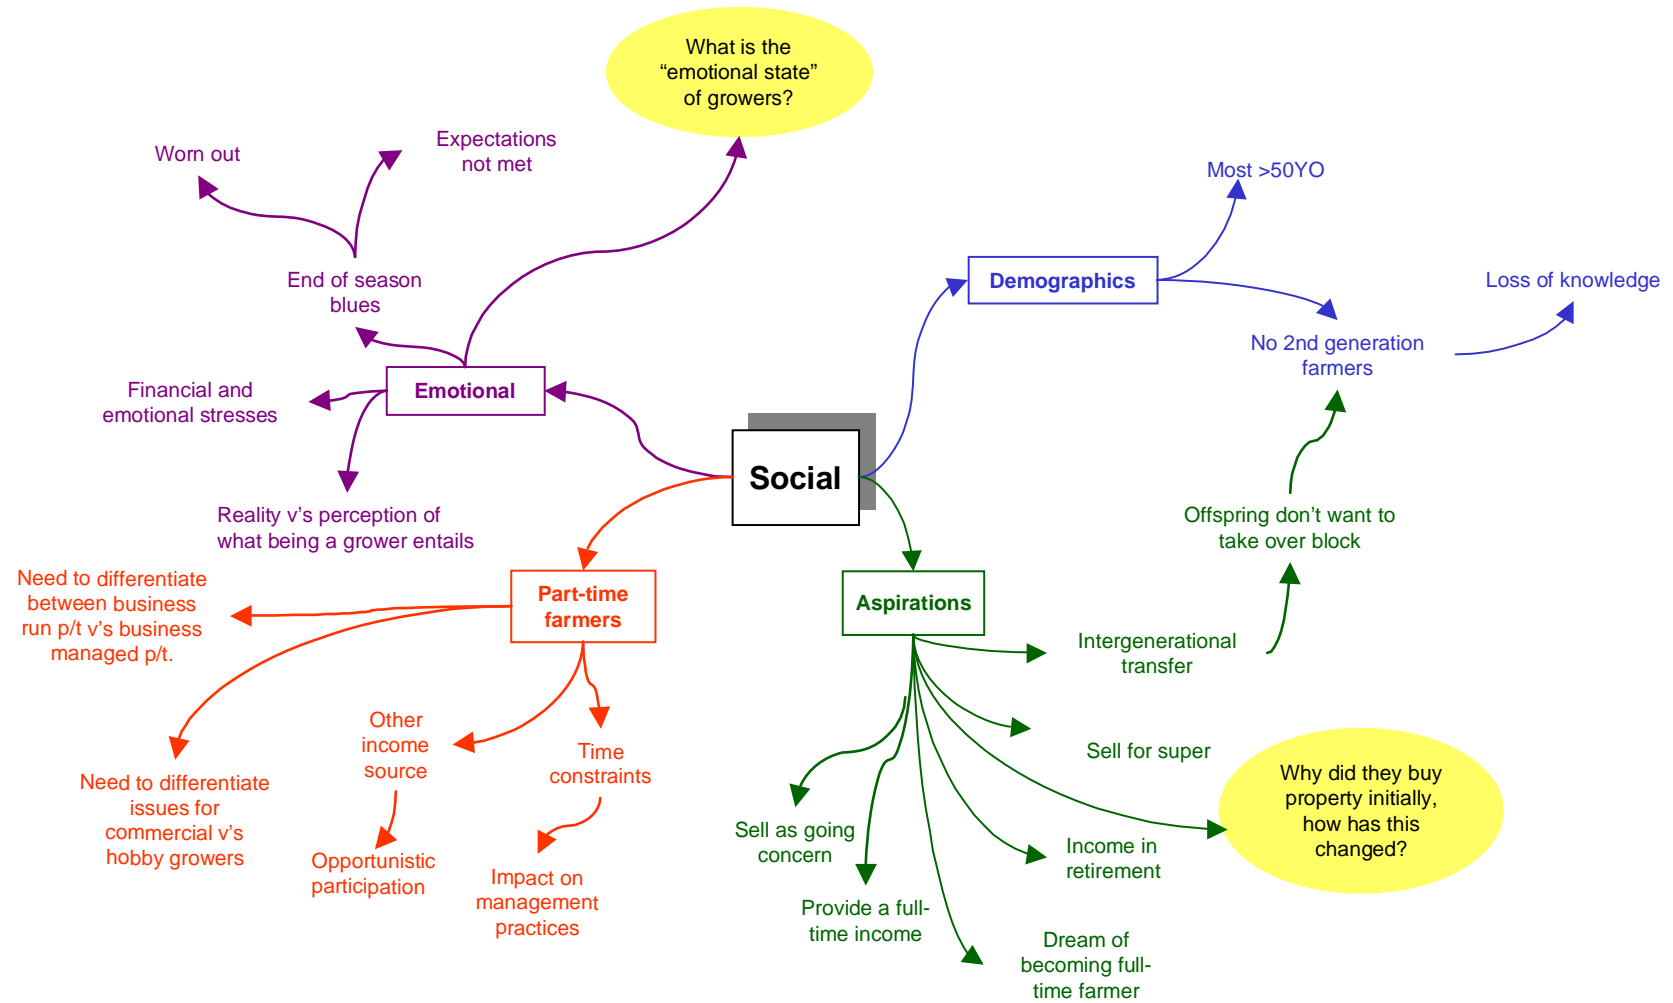 What is the
“emotional state”
of growers?
Worn out
Expectations
not met
End of season
blues
Financial and
emotional stresses
Emotional
Reality v’s perception of
what being a grower entails
Most >50YO
Demographics
Loss of knowledge
No 2nd generation
farmers
Social
Offspring don’t want to
take over block
Need to differentiate
between business
run p/t v’s business
managed p/t.
Part-time
farmers
Aspirations
Intergenerational
transfer
Other
income
source
Time
constraints
Need to differentiate
issues for
commercial v’s
hobby growers
Opportunistic
participation
Impact on
management
practices
Sell for super
Why did they buy
property initially,
how has this
changed?
Sell as going
concern
Income in
retirement
Provide a full-
time income
Dream of
becoming full-
time farmer